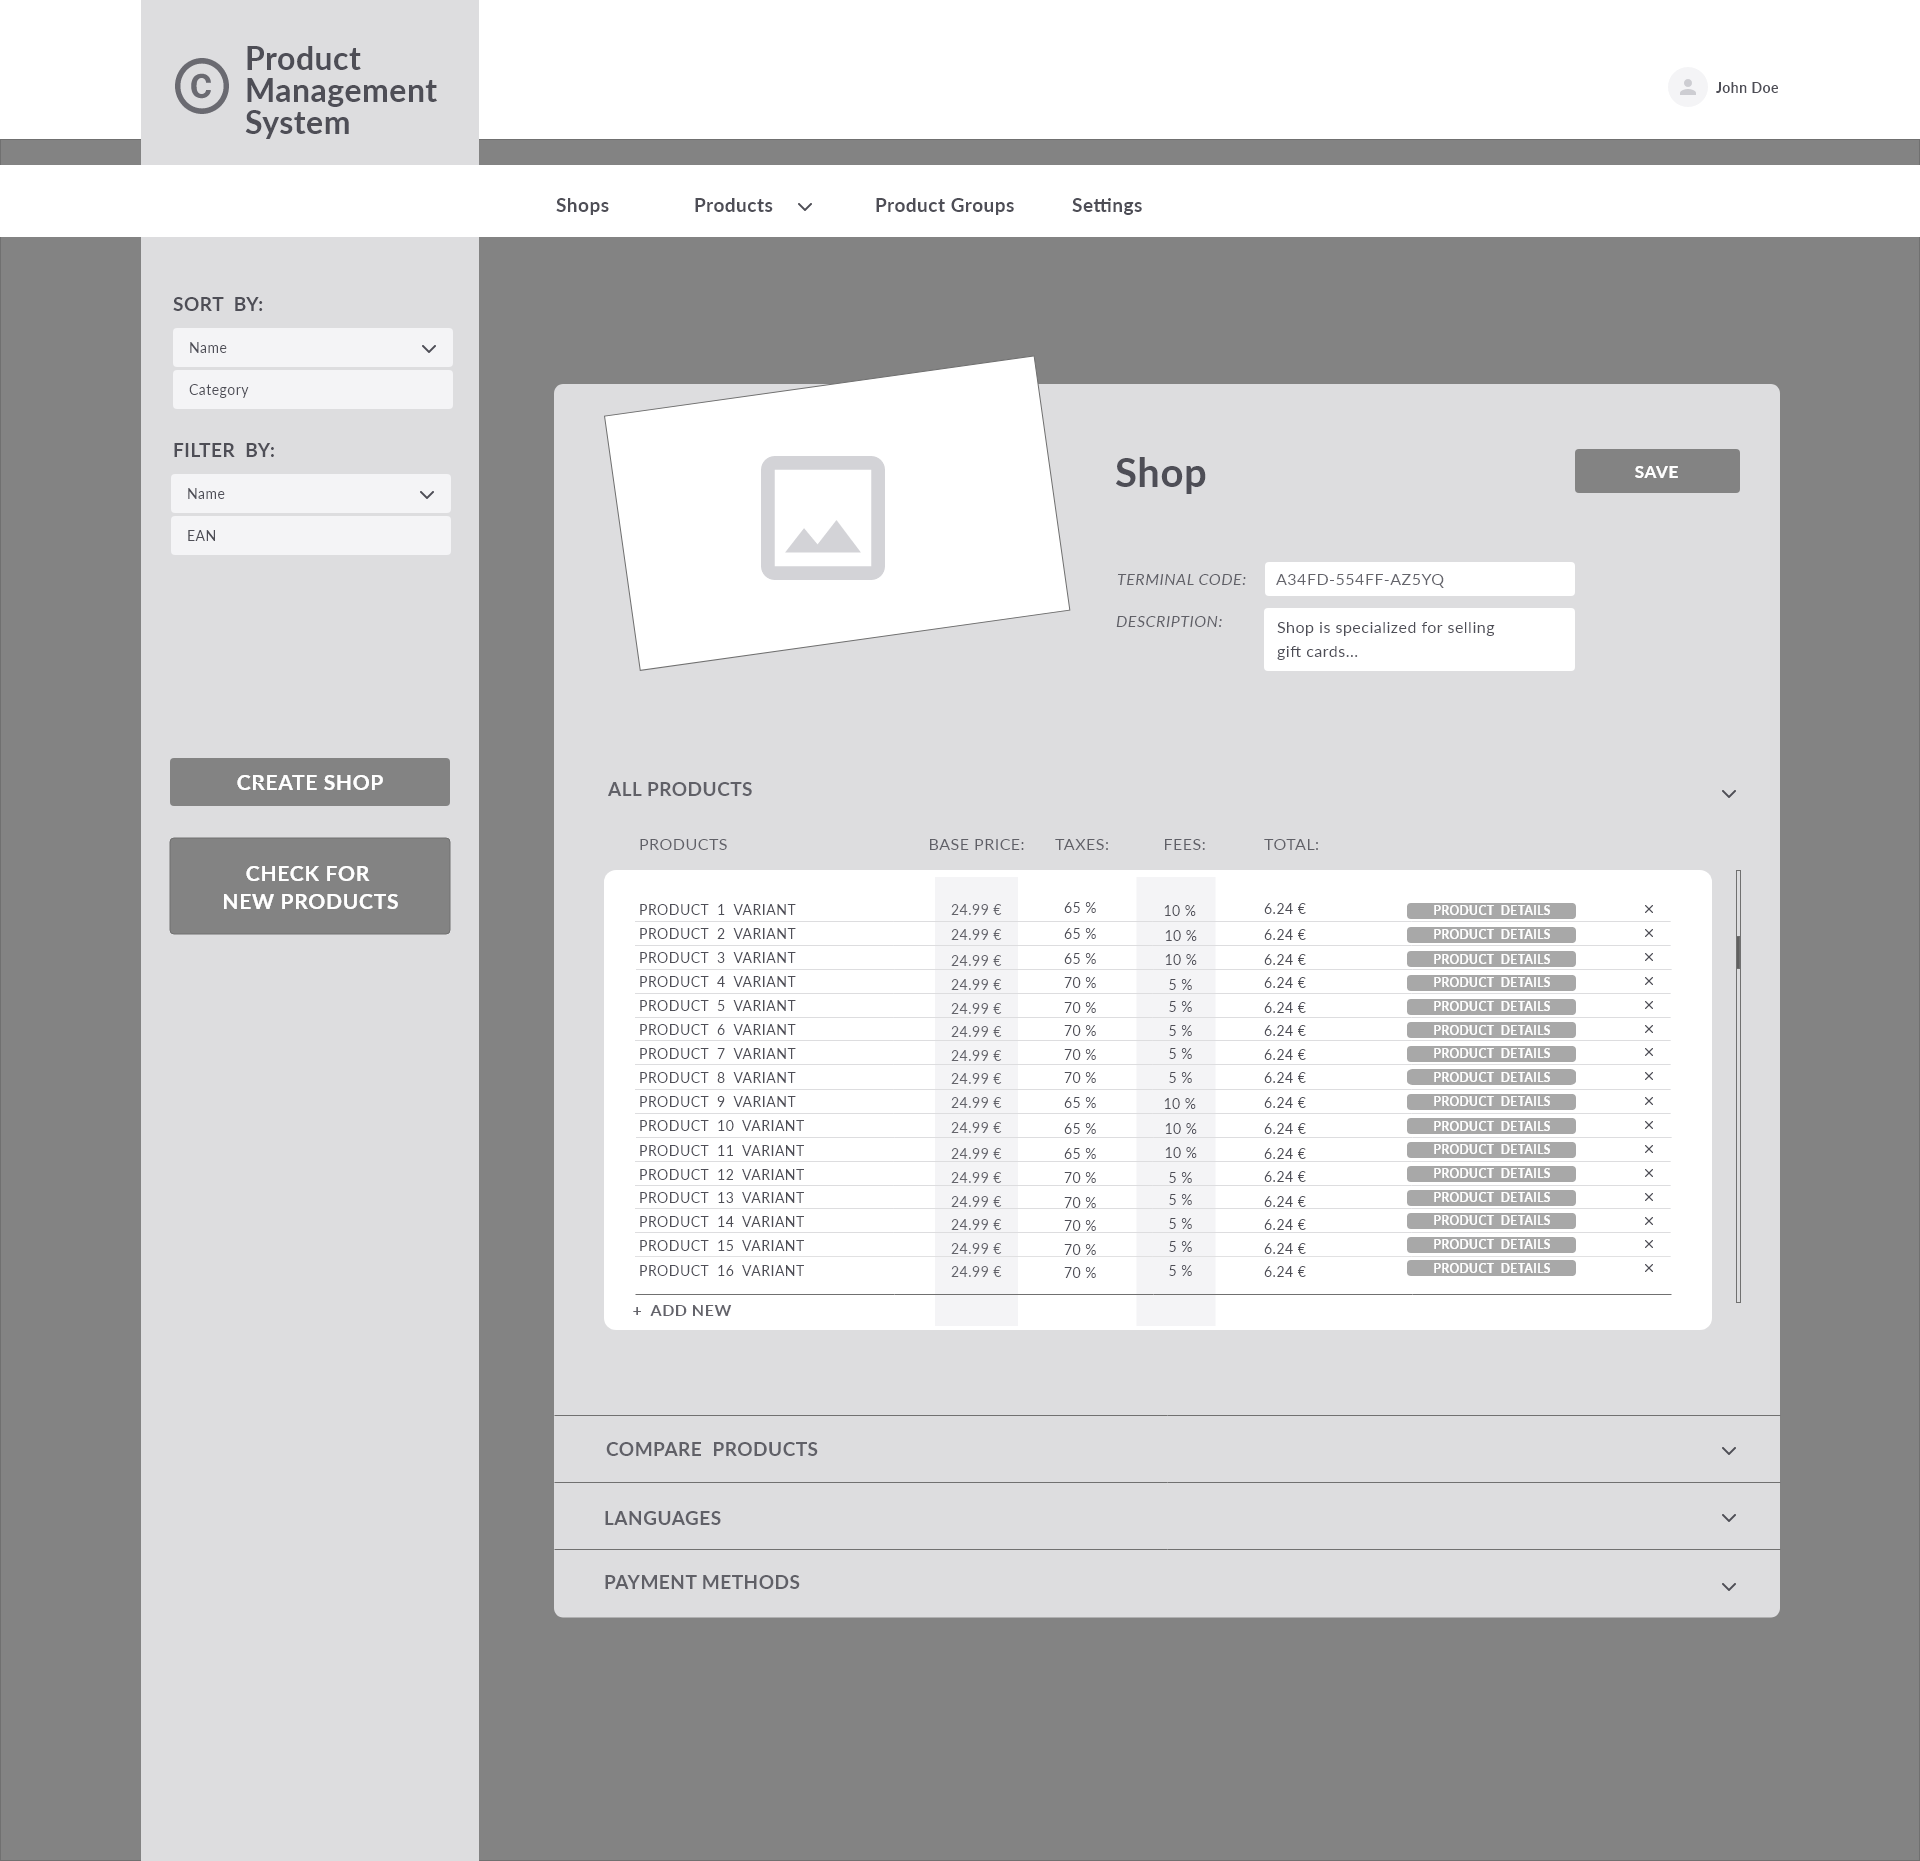 Product
Management
System
John Doe
Shops Products Product Groups Settings
SORT BY:
Name
Category
FILTER BY:
Name
EAN
CREATE SHOP
CHECK FOR
NEW PRODUCTS
Shop
SAVE
TERMINAL CODE: A34FD-554FF-AZ5YQ
DESCRIPTION: Shop is specialized for selling
gift cards...
ALL PRODUCTS
PRODUCTS BASE PRICE: TAXES: FEES: TOTAL:
PRODUCT 1 VARIANT 24.99 € 65 % 10 % 6.24 € PRODUCT DETAILS ×
PRODUCT 2 VARIANT 24.99 € 65 % 10 % 6.24 € PRODUCT DETAILS ×
PRODUCT 3 VARIANT 24.99 € 65 % 10 % 6.24 € PRODUCT DETAILS ×
PRODUCT 4 VARIANT 24.99 € 70 % 5 % 6.24 € PRODUCT DETAILS ×
PRODUCT 5 VARIANT 24.99 € 70 % 5 % 6.24 € PRODUCT DETAILS ×
PRODUCT 6 VARIANT 24.99 € 70 % 5 % 6.24 € PRODUCT DETAILS ×
PRODUCT 7 VARIANT 24.99 € 70 % 5 % 6.24 € PRODUCT DETAILS ×
PRODUCT 8 VARIANT 24.99 € 70 % 5 % 6.24 € PRODUCT DETAILS ×
PRODUCT 9 VARIANT 24.99 € 65 % 10 % 6.24 € PRODUCT DETAILS ×
PRODUCT 10 VARIANT 24.99 € 65 % 10 % 6.24 € PRODUCT DETAILS ×
PRODUCT 11 VARIANT 24.99 € 65 % 10 % 6.24 € PRODUCT DETAILS ×
PRODUCT 12 VARIANT 24.99 € 70 % 5 % 6.24 € PRODUCT DETAILS ×
PRODUCT 13 VARIANT 24.99 € 70 % 5 % 6.24 € PRODUCT DETAILS ×
PRODUCT 14 VARIANT 24.99 € 70 % 5 % 6.24 € PRODUCT DETAILS ×
PRODUCT 15 VARIANT 24.99 € 70 % 5 % 6.24 € PRODUCT DETAILS ×
PRODUCT 16 VARIANT 24.99 € 70 % 5 % 6.24 € PRODUCT DETAILS ×
+ ADD NEW
COMPARE PRODUCTS
LANGUAGES
PAYMENT METHODS